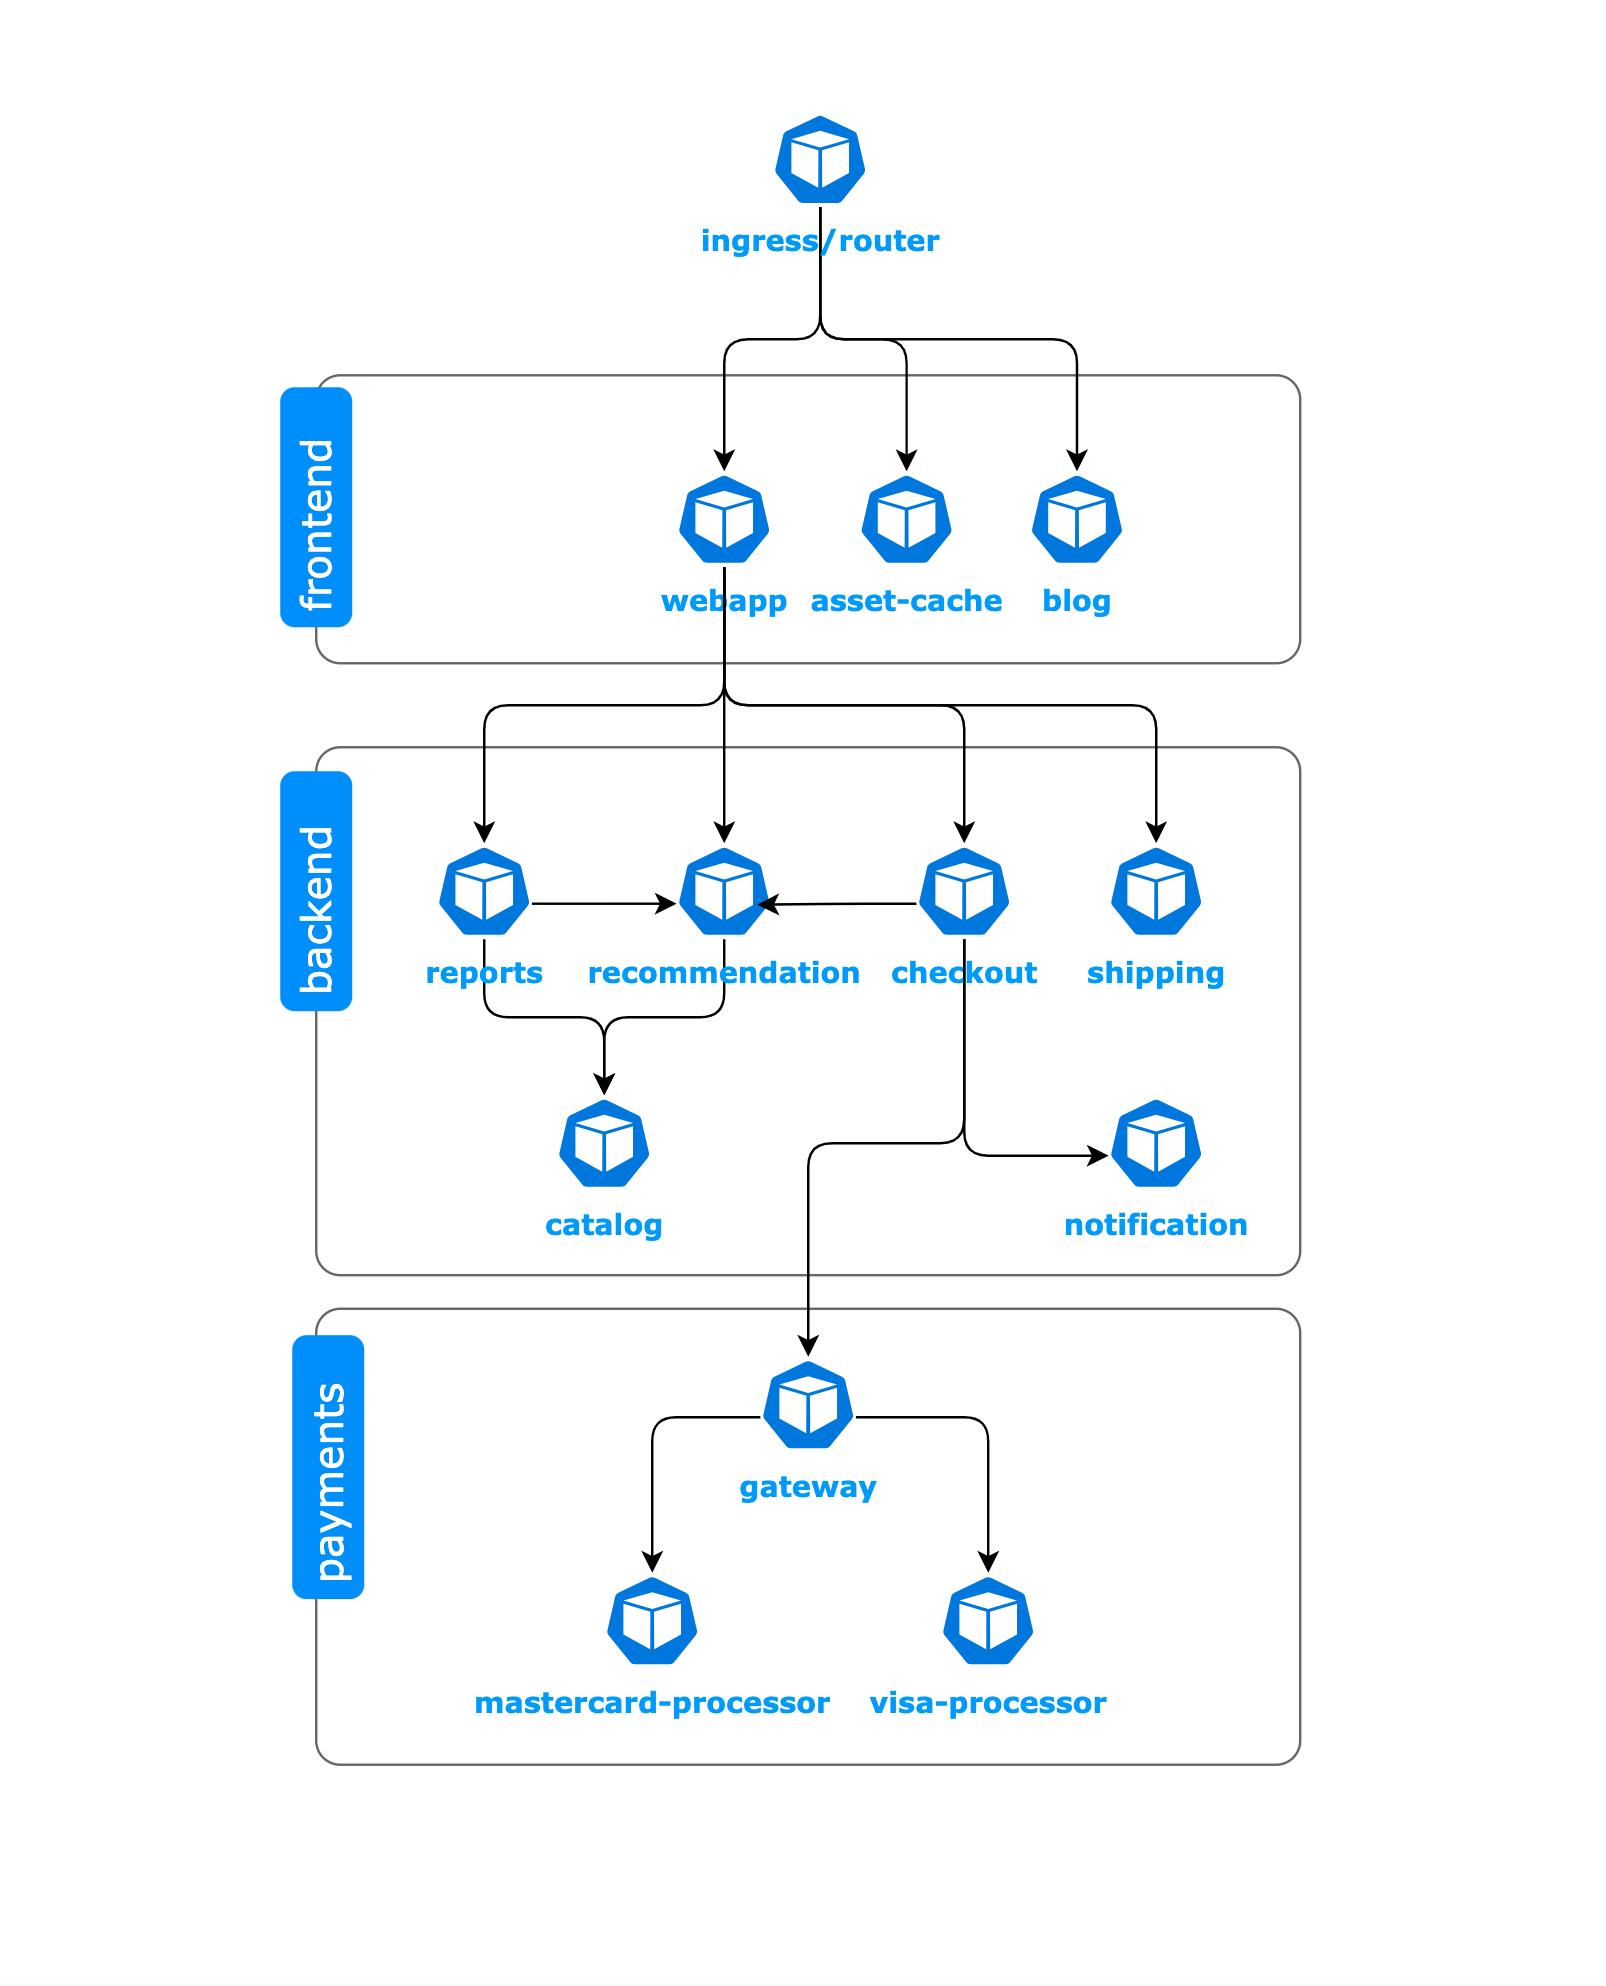 ingress/router
frontend
webapp
asset-cache
blog
backend
reports
recommendation
checkout
shipping
catalog
notification
payments
gateway
mastercard-processor
visa-processor